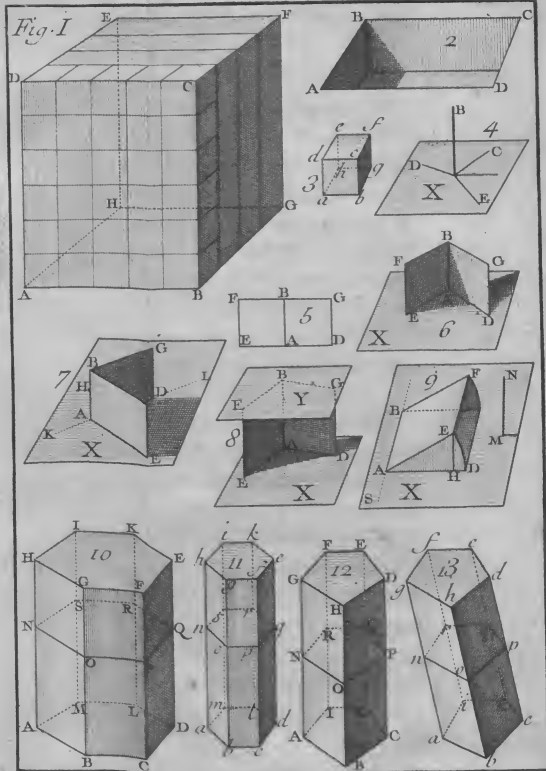 Fig. I
E F
D C
H G
A B
B C
2
A D
e f
d c
h g
3
a b
B
4
D C
X E
F B G
5
E A D
B
F G
A
E D
X 6
G
7 B
H D L
A
K X E
B
E Y G
8
A D
E X
9 F N
B
E M
A H D
S X
I K
H 10 E
G F
S R
N Q
O
M L
A D
B C
i k
h 11 e
g f
s r
n q
o p
m l
a d
b c
F E
G 12 D
H
R
N P
O
I
A C
B
f e
g 13 d
h
r
n p
o
i
a c
b